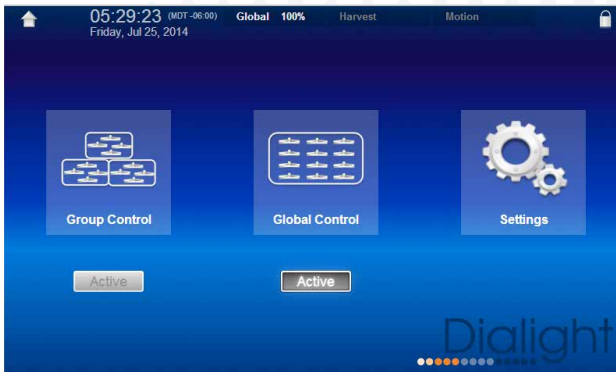 05:29:23 (MDT -06:00) Global 100% Harvest Motion
Friday, Jul 25, 2014
Group Control Global Control Settings
Active Active
Dialight